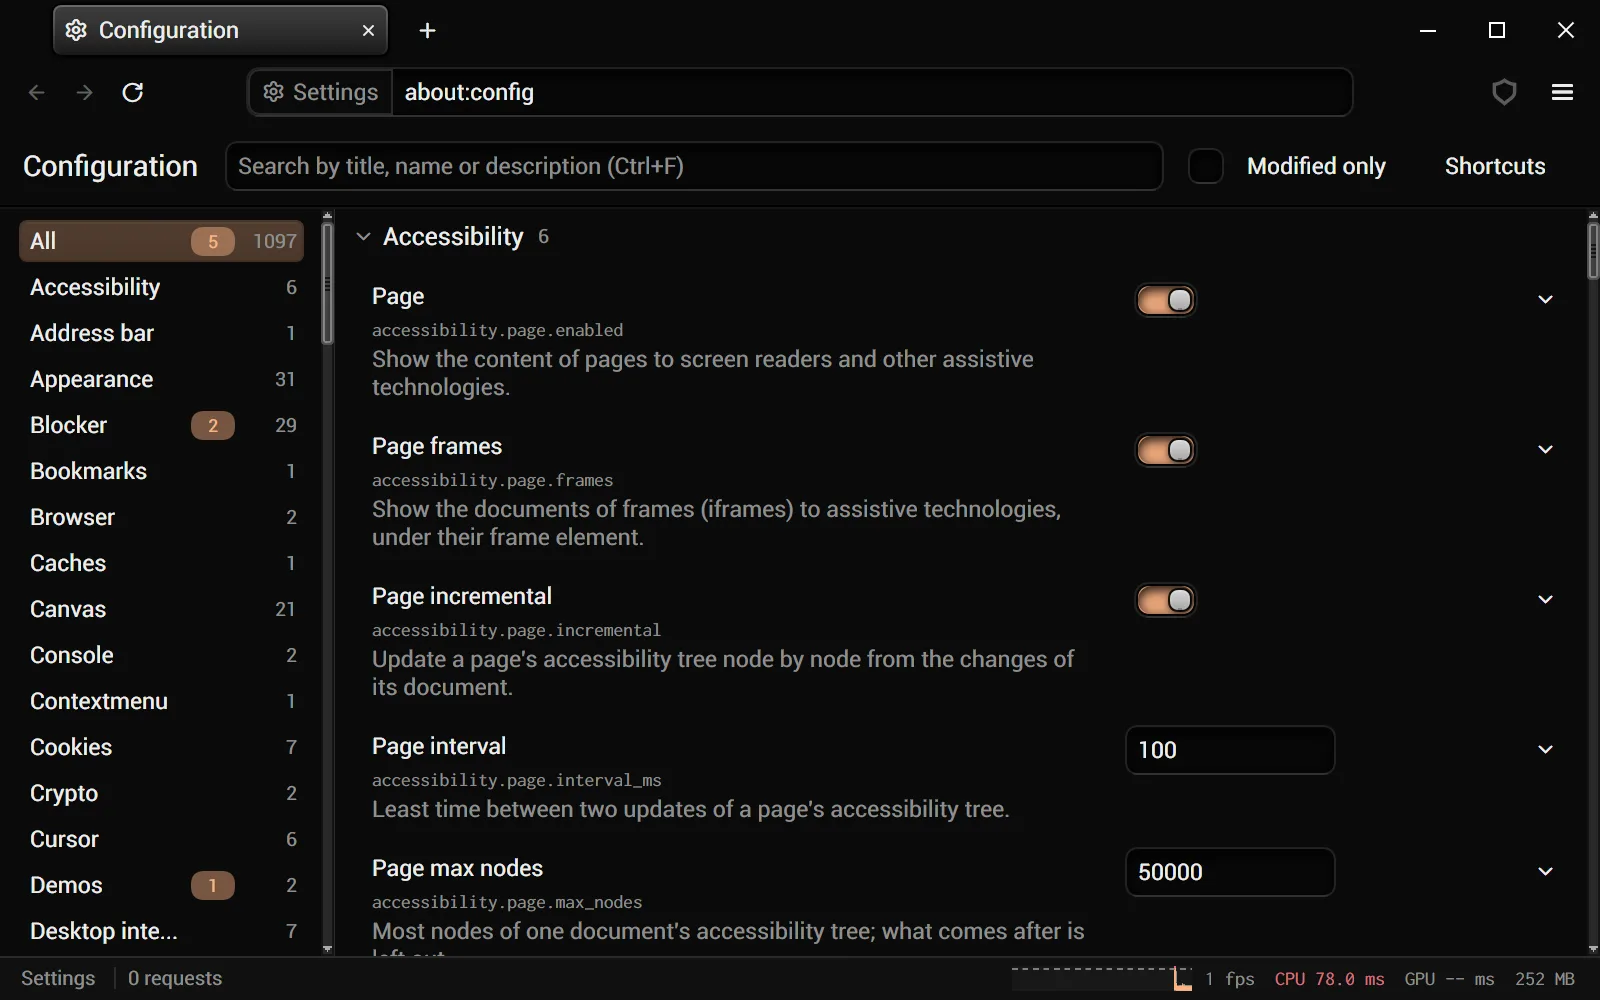 Configuration
Settings
about:config
Configuration
Search by title, name or description (Ctrl+F)
Modified only
Shortcuts
All 5 1097
Accessibility 6
Address bar 1
Appearance 31
Blocker 2 29
Bookmarks 1
Browser 2
Caches 1
Canvas 21
Console 2
Contextmenu 1
Cookies 7
Crypto 2
Cursor 6
Demos 1 2
Desktop inte... 7
Accessibility 6
Page
accessibility.page.enabled
Show the content of pages to screen readers and other assistive
technologies.
Page frames
accessibility.page.frames
Show the documents of frames (iframes) to assistive technologies,
under their frame element.
Page incremental
accessibility.page.incremental
Update a page's accessibility tree node by node from the changes of
its document.
Page interval
100
accessibility.page.interval_ms
Least time between two updates of a page's accessibility tree.
Page max nodes
50000
accessibility.page.max_nodes
Most nodes of one document's accessibility tree; what comes after is
left out.
Settings
0 requests
1 fps
CPU 78.0 ms
GPU -- ms
252 MB